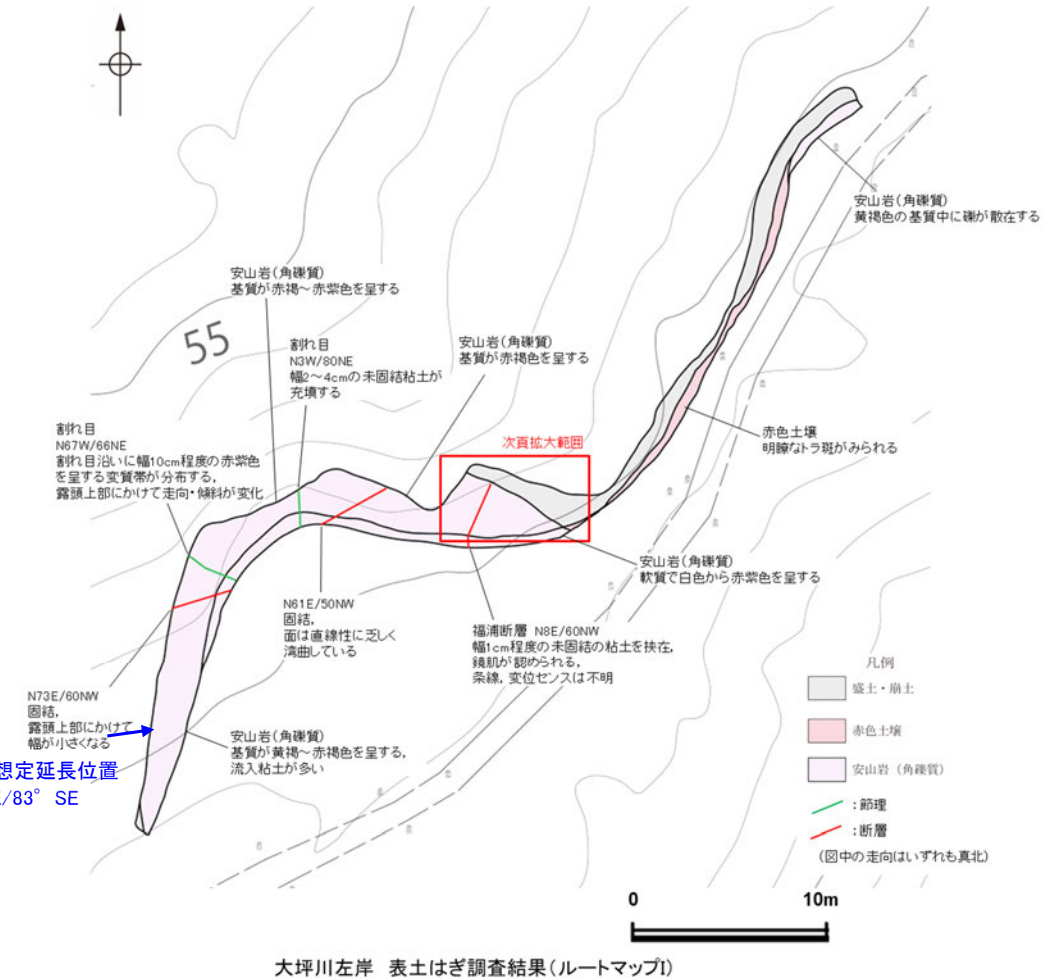 安山岩(角礫質)
黄褐色の基質中に礫が散在する
安山岩(角礫質)
基質が赤褐～赤紫色を呈する
55
割れ目
N3W/80NE
幅2～4cmの未固結粘土が
充填する
安山岩(角礫質)
基質が赤褐色を呈する
割れ目
N67W/66NE
割れ目沿いに幅10cm程度の赤紫色
を呈する変質帯が分布する,
露頭上部にかけて走向・傾斜が変化
次頁拡大範囲
赤色土壌
明瞭なトラ斑がみられる
安山岩(角礫質)
軟質で白色から赤紫色を呈する
N61E/50NW
固結,
面は直線性に乏しく
湾曲している
福浦断層 N8E/60NW
幅1cm程度の未固結の粘土を挟在,
鏡肌が認められる,
条線, 変位センスは不明
N73E/60NW
固結,
露頭上部にかけて
幅が小さくなる
想定延長位置
/83° SE
安山岩(角礫質)
基質が黄褐～赤褐色を呈する,
流入粘土が多い
凡例
盛土・崩土
赤色土壌
安山岩（角礫質）
：節理
：断層
(図中の走向はいずれも真北)
0 10m
大坪川左岸 表土はぎ調査結果(ルートマップI)